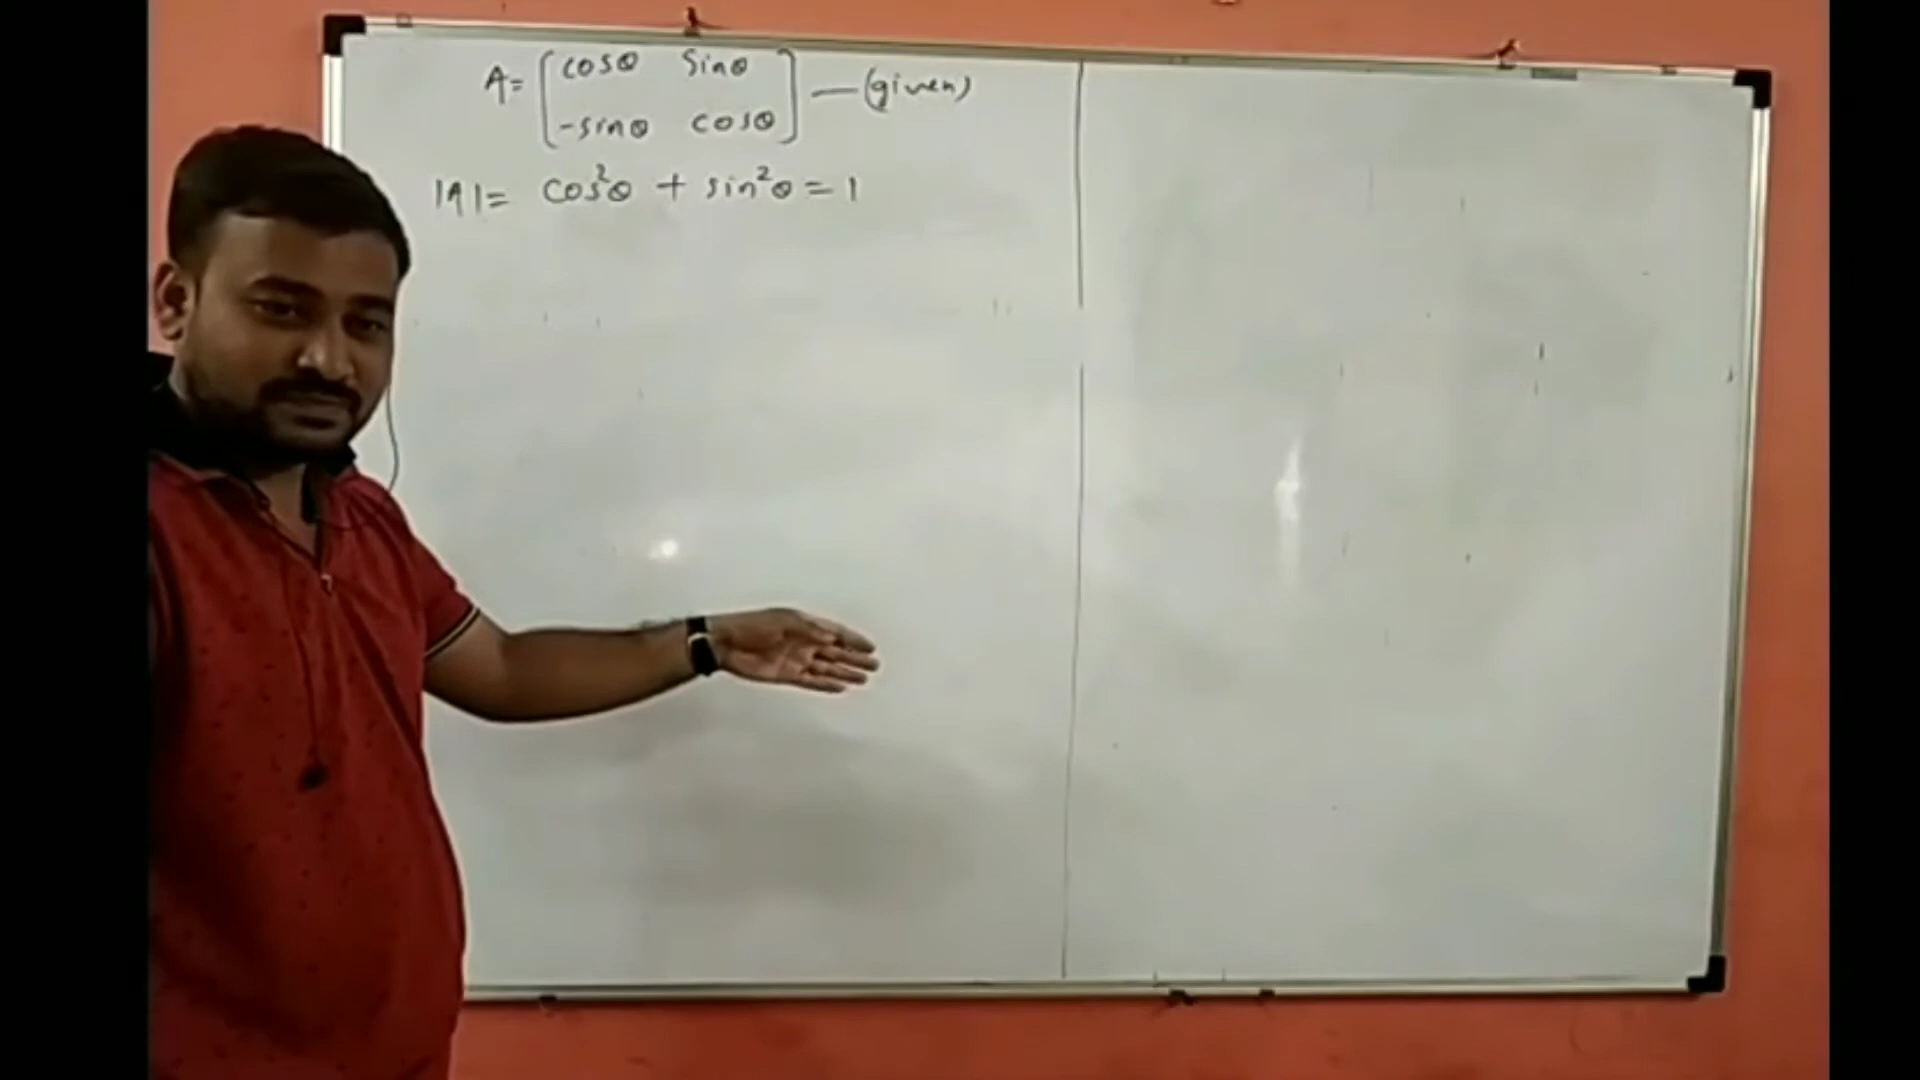 A= [cosθ sinθ
-sinθ cosθ] —(given)
|A|= cos²θ + sin²θ = 1